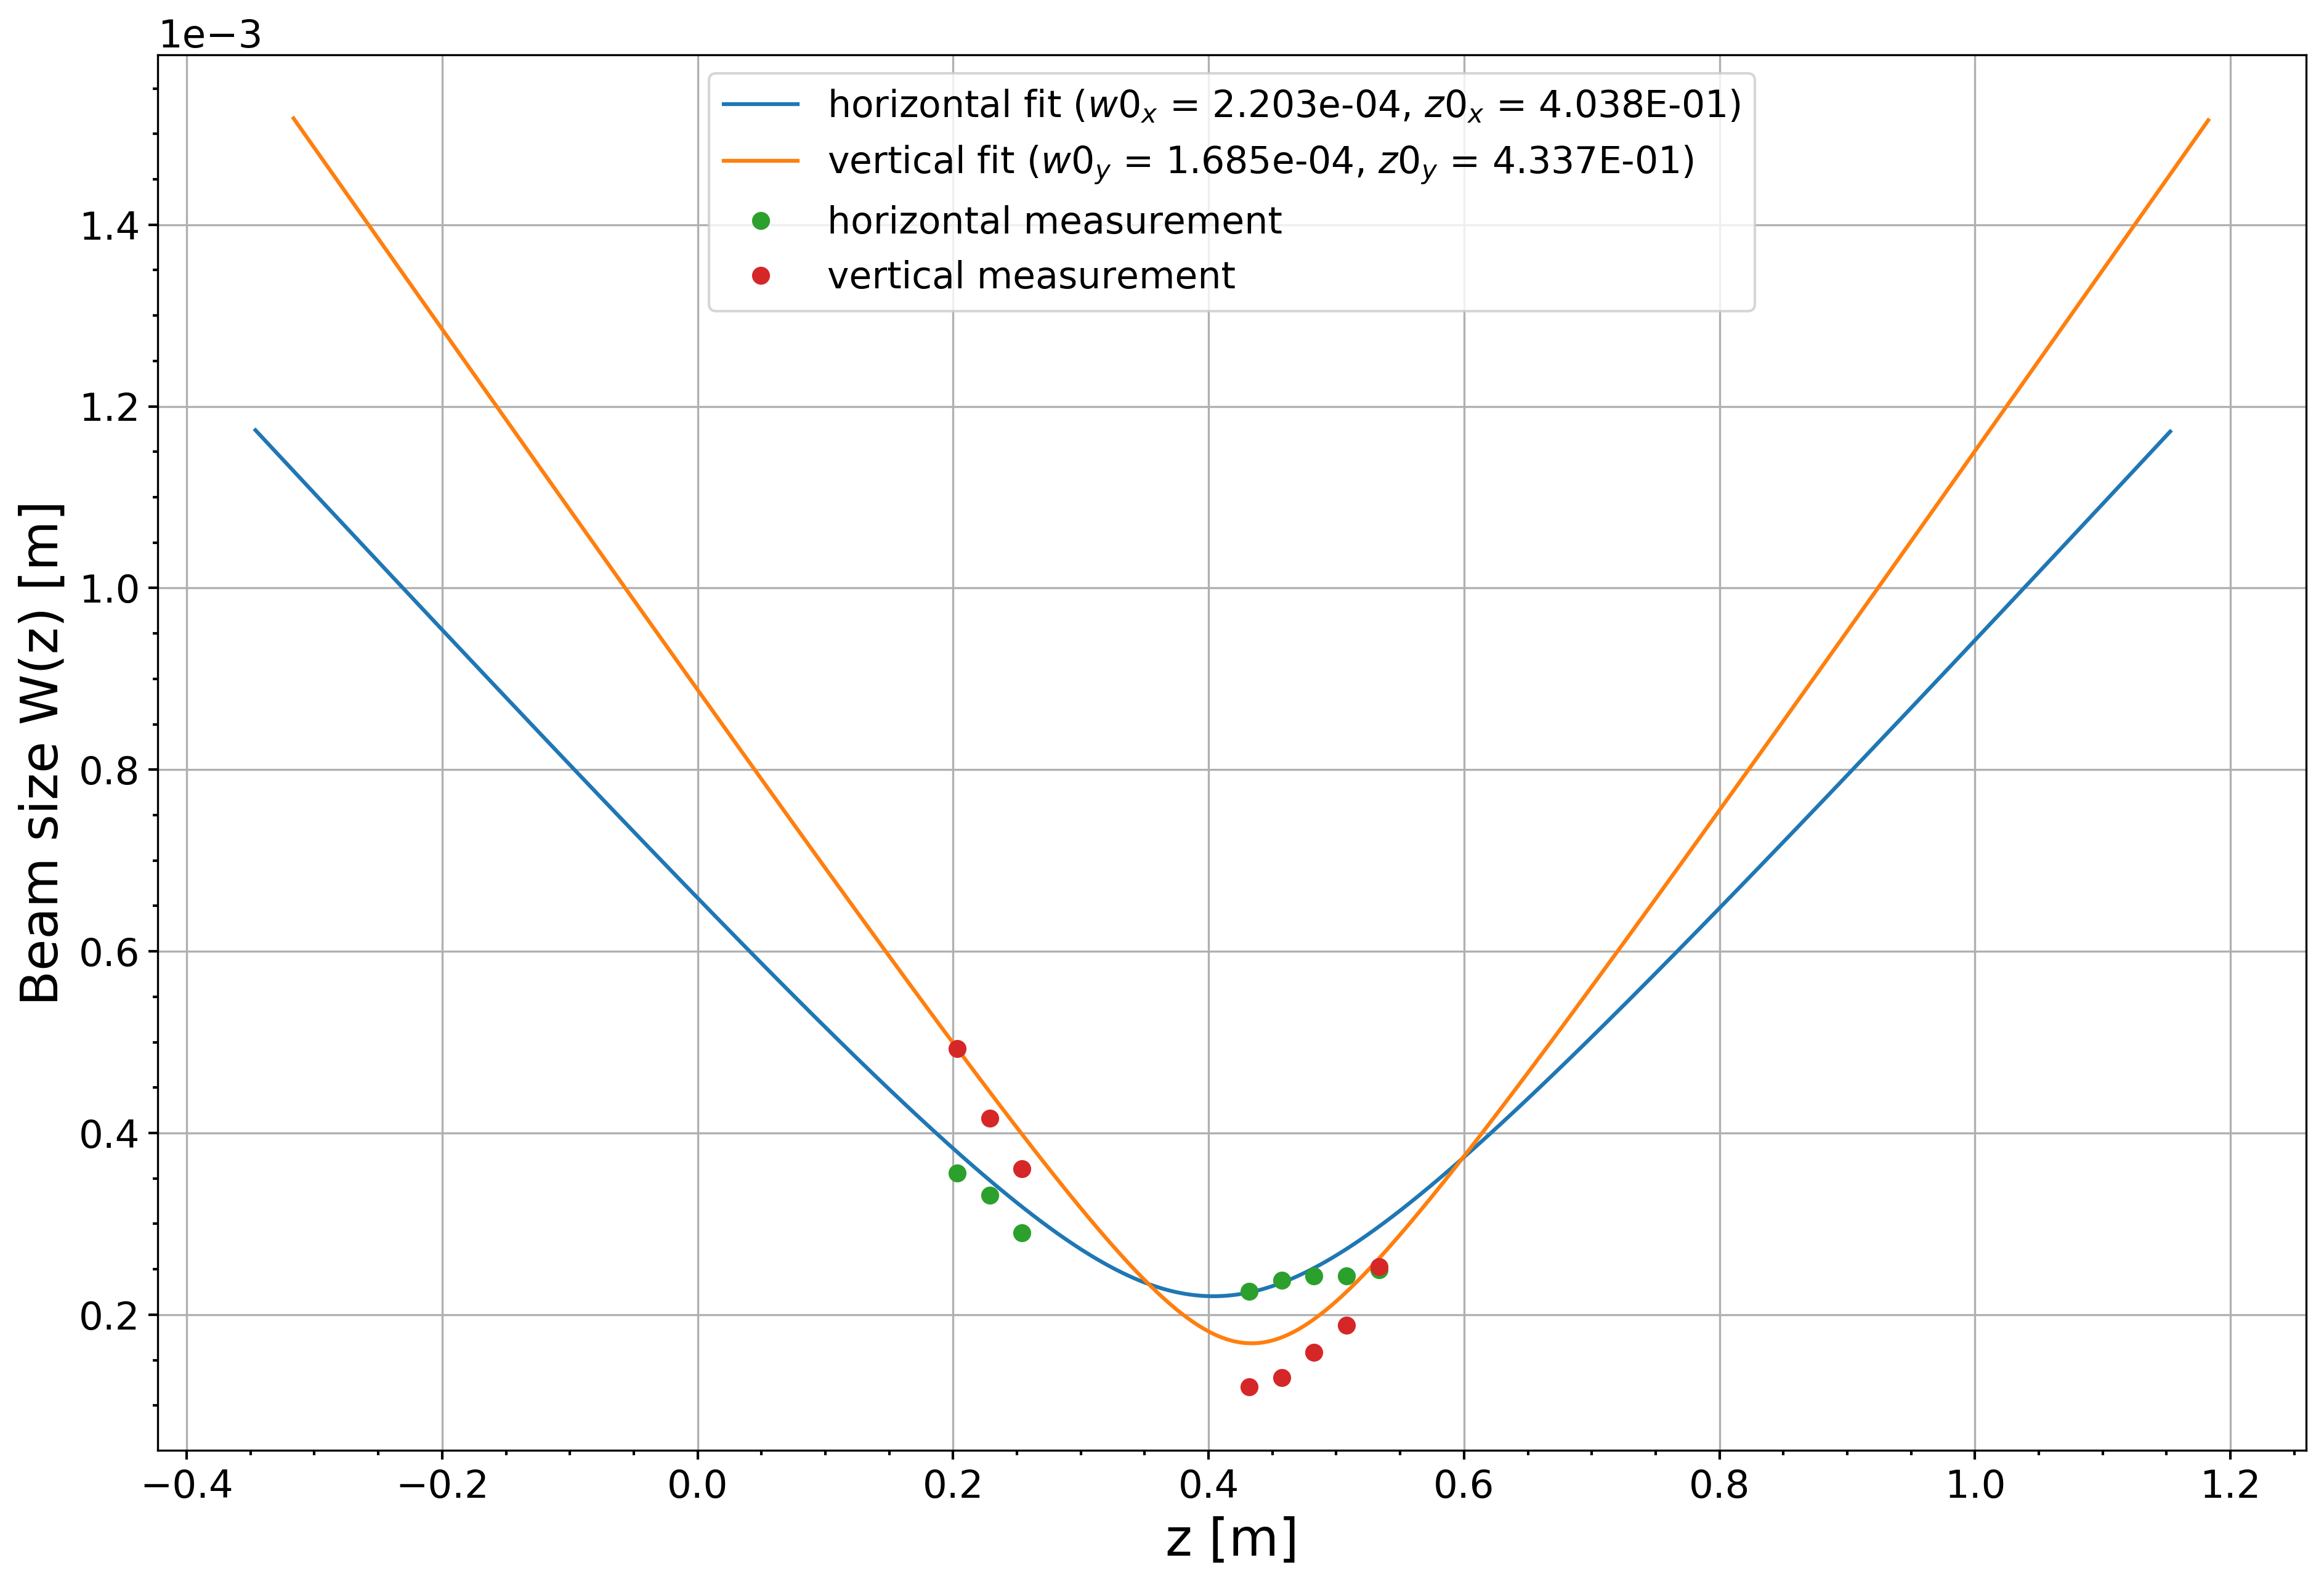 1e−3
horizontal fit (w0ₓ = 2.203e-04, z0ₓ = 4.038E-01)
vertical fit (w0_y = 1.685e-04, z0_y = 4.337E-01)
horizontal measurement
vertical measurement
Beam size W(z) [m]
1.4
1.2
1.0
0.8
0.6
0.4
0.2
−0.4 −0.2 0.0 0.2 0.4 0.6 0.8 1.0 1.2
z [m]